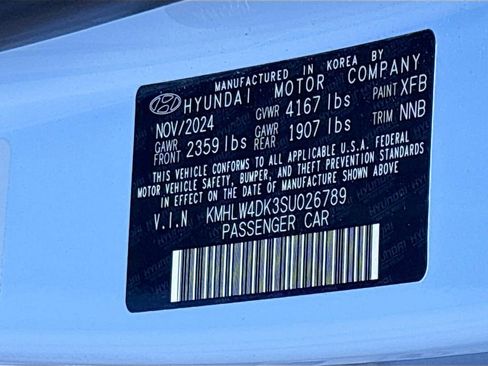 MANUFACTURED IN KOREA BY
HYUNDAI MOTOR COMPANY
NOV/2024 GVWR 4167 lbs PAINT XFB
GAWR FRONT 2359 lbs GAWR REAR 1907 lbs TRIM NNB
THIS VEHICLE CONFORMS TO ALL APPLICABLE U.S.A. FEDERAL
MOTOR VEHICLE SAFETY, BUMPER, AND THEFT PREVENTION STANDARDS
IN EFFECT ON THE DATE OF MANUFACTURE SHOWN ABOVE
V.I.N KMHLW4DK3SU026789
PASSENGER CAR